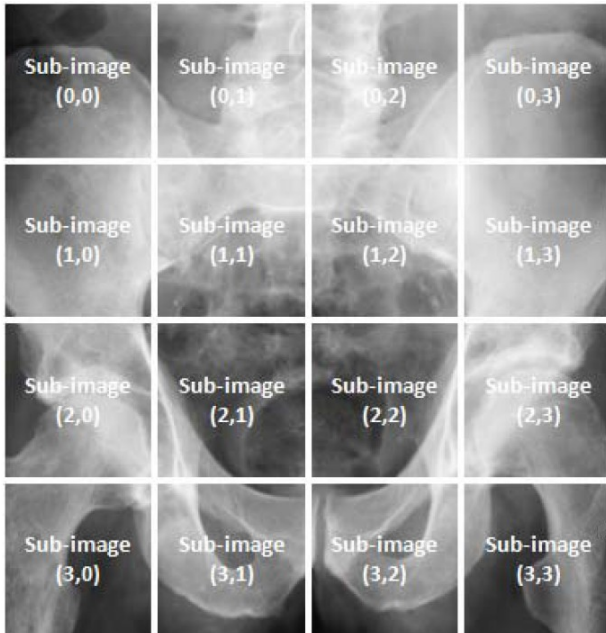 Sub-image Sub-image Sub-image Sub-image
(0,0) (0,1) (0,2) (0,3)
Sub-image Sub-image Sub-image Sub-image
(1,0) (1,1) (1,2) (1,3)
Sub-image Sub-image Sub-image Sub-image
(2,0) (2,1) (2,2) (2,3)
Sub-image Sub-image Sub-image Sub-image
(3,0) (3,1) (3,2) (3,3)